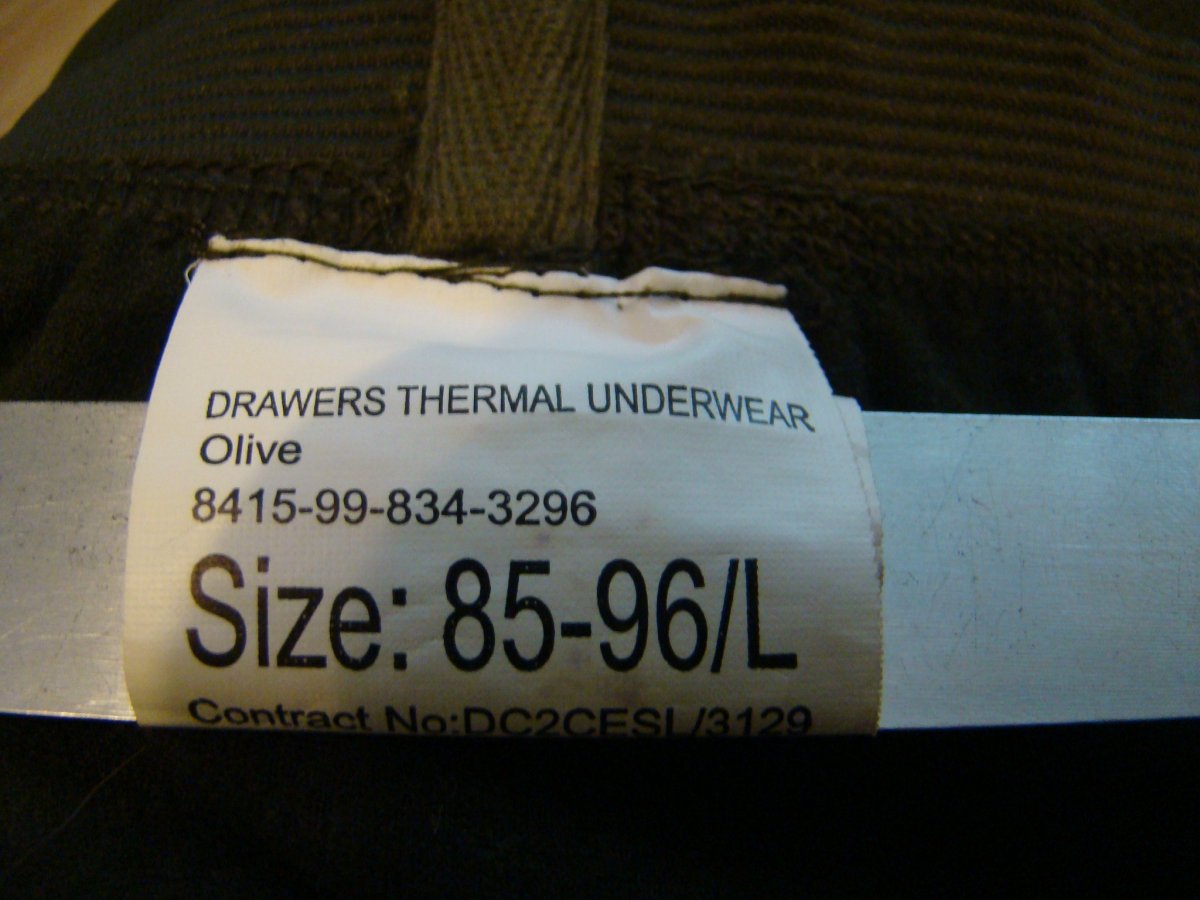 DRAWERS THERMAL UNDERWEAR
Olive
8415-99-834-3296
Size: 85-96/L
Contract No:DC2CESL/3129